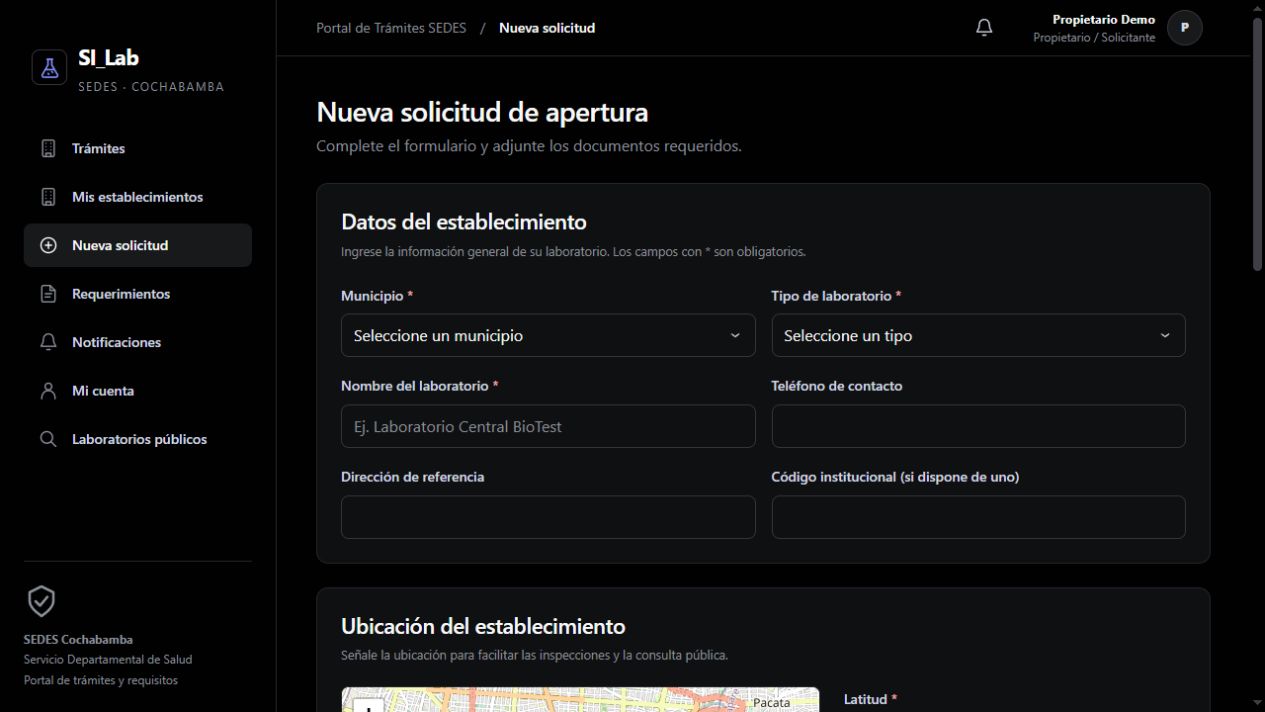 SI_Lab
SEDES - COCHABAMBA
Trámites
Mis establecimientos
Nueva solicitud
Requerimientos
Notificaciones
Mi cuenta
Laboratorios públicos
SEDES Cochabamba
Servicio Departamental de Salud
Portal de trámites y requisitos
Portal de Trámites SEDES / Nueva solicitud
Propietario Demo
Propietario / Solicitante
P
Nueva solicitud de apertura
Complete el formulario y adjunte los documentos requeridos.
Datos del establecimiento
Ingrese la información general de su laboratorio. Los campos con * son obligatorios.
Municipio *
Tipo de laboratorio *
Seleccione un municipio
Seleccione un tipo
Nombre del laboratorio *
Teléfono de contacto
Ej. Laboratorio Central BioTest
Dirección de referencia
Código institucional (si dispone de uno)
Ubicación del establecimiento
Señale la ubicación para facilitar las inspecciones y la consulta pública.
Pacata
Latitud *